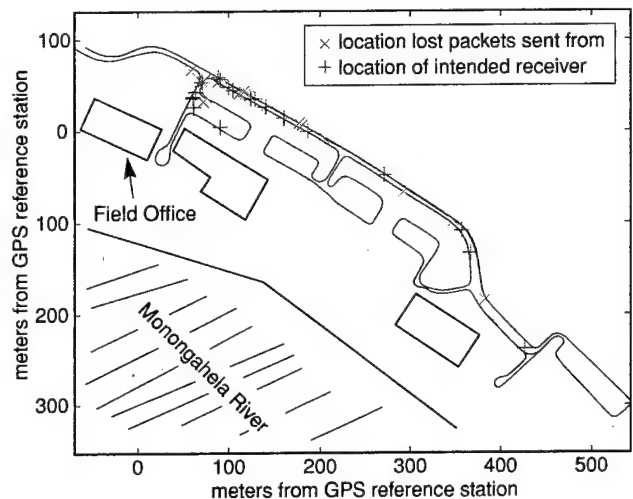 × location lost packets sent from
+ location of intended receiver
100
0
100
200
300
meters from GPS reference station
Field Office
Monongahela River
0
100
200
300
400
500
meters from GPS reference station